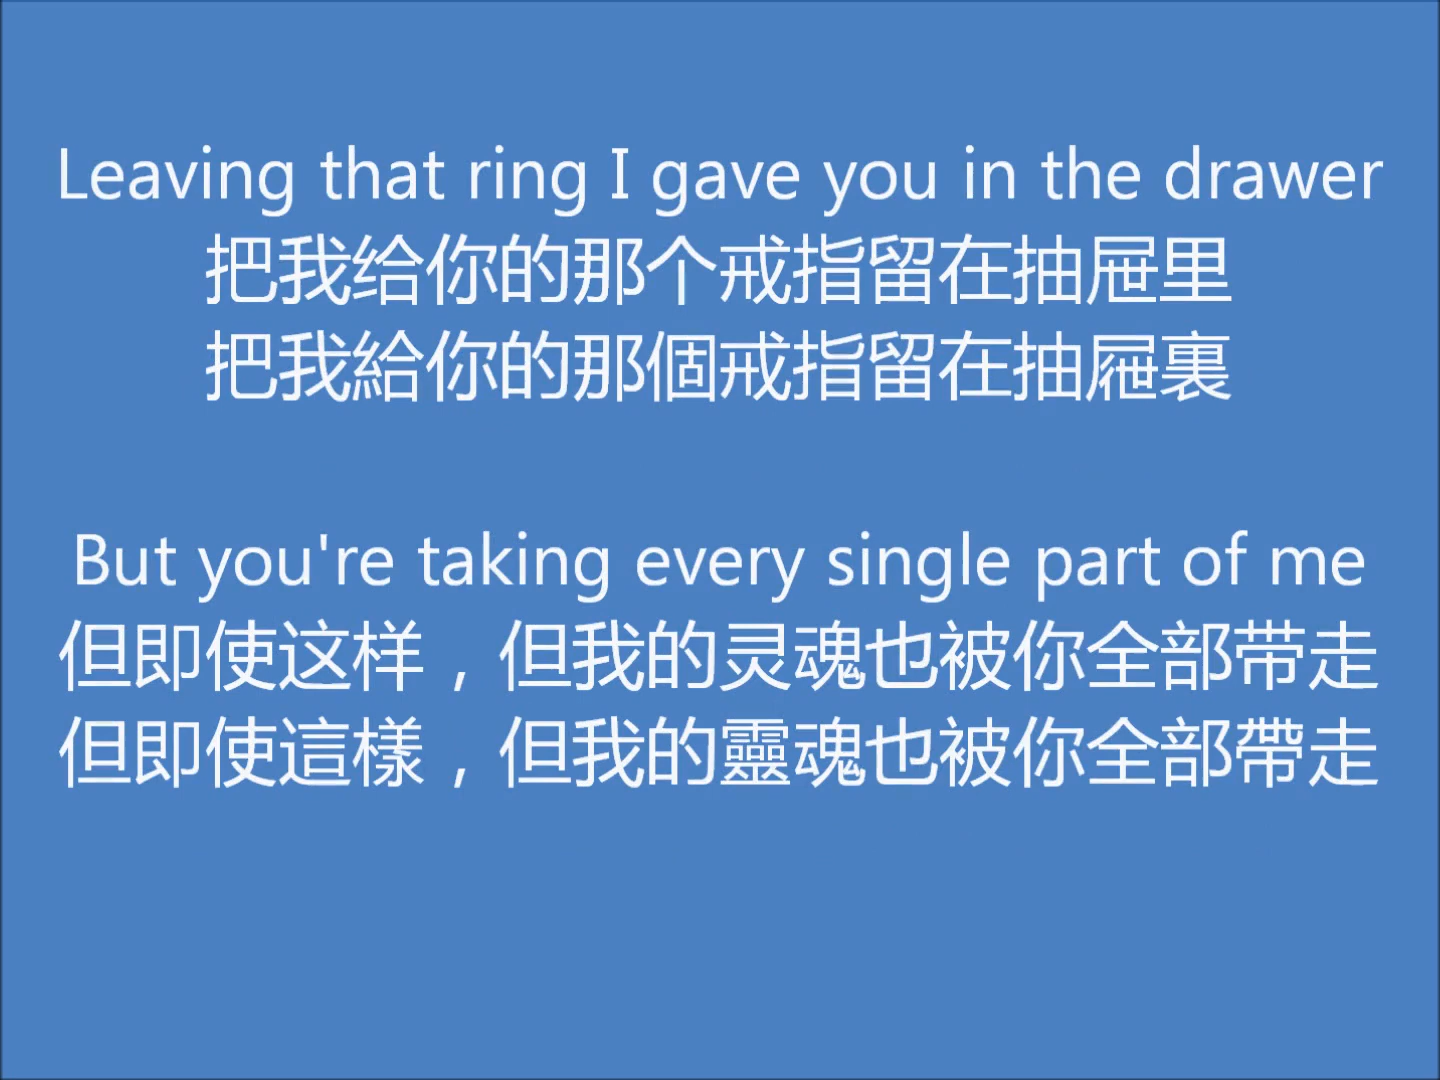 Leaving that ring I gave you in the drawer
把我给你的那个戒指留在抽屉里
把我給你的那個戒指留在抽屜裏
But you're taking every single part of me
但即使这样，但我的灵魂也被你全部带走
但即使這樣，但我的靈魂也被你全部帶走